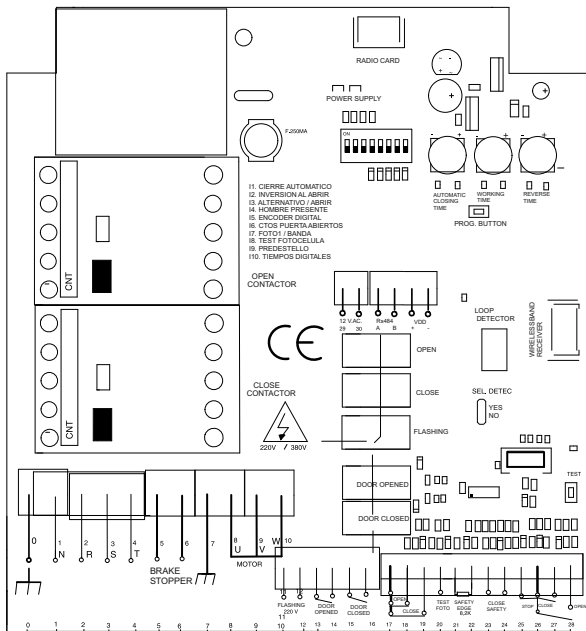 RADIO CARD
POWER SUPPLY
F.250MA
ON
- + - + - +
AUTOMATIC
CLOSING
TIME
WORKING
TIME
REVERSE
TIME
PROG. BUTTON
I1. CIERRE AUTOMATICO
I2. INVERSION AL ABRIR
I3. ALTERNATIVO / ABRIR
I4. HOMBRE PRESENTE
I5. ENCODER DIGITAL
I6. CTOS PUERTA ABIERTOS
I7. FOTO1 / BANDA
I8. TEST FOTOCELULA
I9. PREDESTELLO
I10. TIEMPOS DIGITALES
CNT
OPEN
CONTACTOR
12 V.AC. Rx484 VDD
29 30 A B + -
LOOP
DETECTOR
WIRELESSBAND
RECEIVER
CE
OPEN
CNT
CLOSE
CONTACTOR
CLOSE
SEL. DETEC
YES
NO
FLASHING
220V / 380V
TEST
DOOR OPENED
DOOR CLOSED
0 1 2 3 4 5 6 7 8 9 10
N R S T U V W
BRAKE
STOPPER
MOTOR
11 12
FLASHING
220 V
DOOR
OPENED
DOOR
CLOSED
OPEN
CLOSE
TEST
FOTO
SAFETY
EDGE
8,2K
CLOSE
SAFETY
STOP
CLOSE
OPEN
0 1 2 3 4 5 6 7 8 9 10 11 12 13 14 15 16 17 18 19 20 21 22 23 24 25 26 27 28